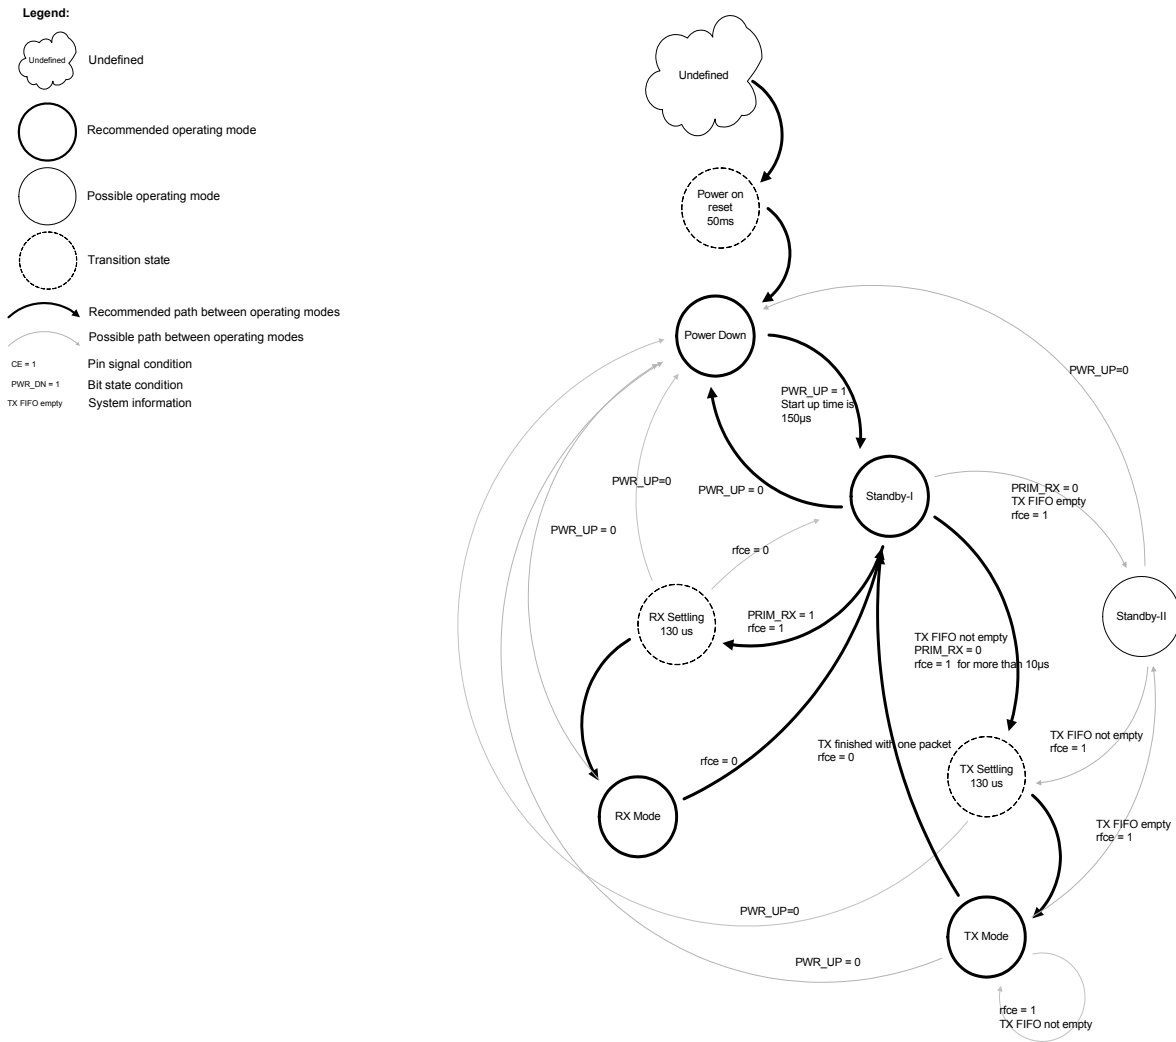 Legend:
Undefined
Undefined
Recommended operating mode
Possible operating mode
Transition state
Recommended path between operating modes
Possible path between operating modes
CE = 1
Pin signal condition
PWR_DN = 1
Bit state condition
TX FIFO empty
System information
Undefined
Power on
reset
50ms
Power Down
PWR_UP=0
PWR_UP = 1
Start up time is
150µs
PWR_UP=0
PWR_UP = 0
Standby-I
PRIM_RX = 0
TX FIFO empty
rfce = 1
PWR_UP = 0
rfce = 0
RX Settling
130 us
PRIM_RX = 1
rfce = 1
Standby-II
TX FIFO not empty
PRIM_RX = 0
rfce = 1 for more than 10µs
TX FIFO not empty
rfce = 1
TX finished with one packet
rfce = 0
rfce = 0
TX Settling
130 us
RX Mode
TX FIFO empty
rfce = 1
PWR_UP=0
TX Mode
PWR_UP = 0
rfce = 1
TX FIFO not empty